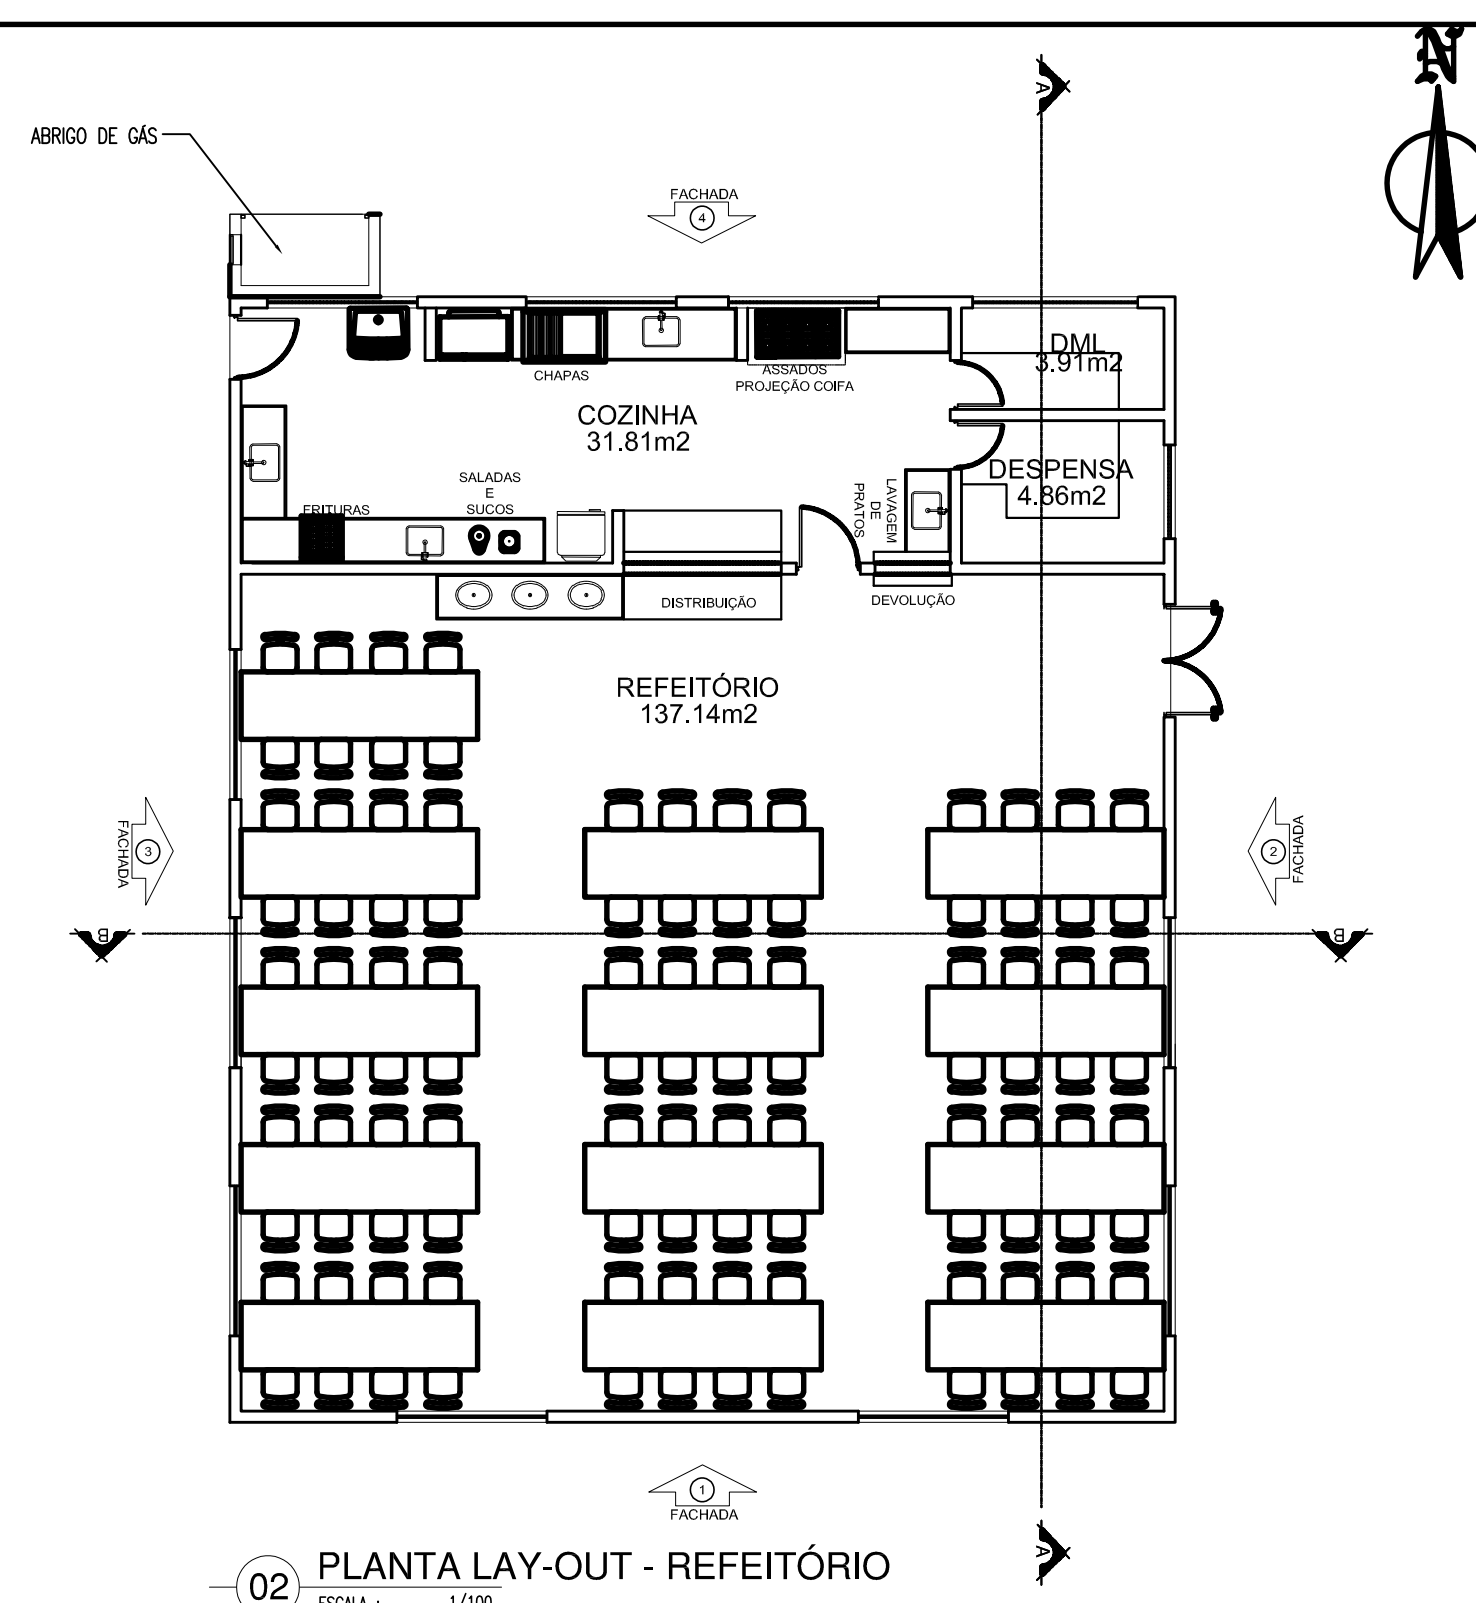 N
A
ABRIGO DE GÁS
FACHADA
4
CHAPAS
ASSADOS
PROJEÇÃO COIFA
DML
3.91m2
COZINHA
31.81m2
DESPENSA
4.86m2
SALADAS
E
SUCOS
FRITURAS
LAVAGEM
DE
PRATOS
DISTRIBUIÇÃO
DEVOLUÇÃO
REFEITÓRIO
137.14m2
FACHADA
3
2
FACHADA
B
B
1
FACHADA
A
02
PLANTA LAY-OUT - REFEITÓRIO
ESCALA : 1/100